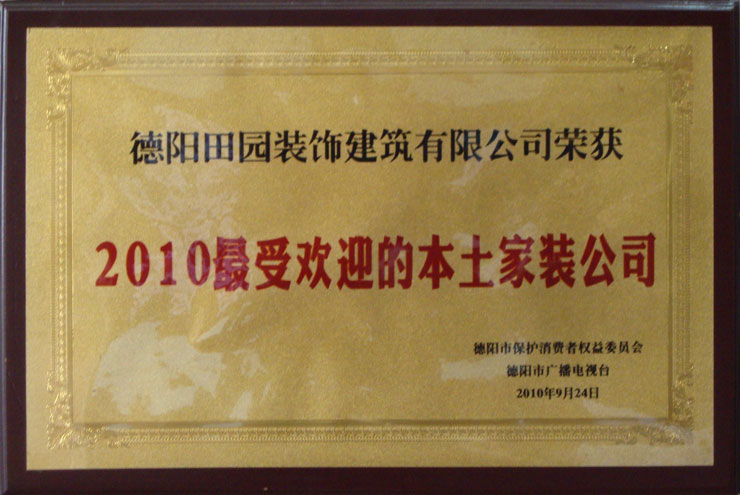 德阳田园装饰建筑有限公司荣获
2010最受欢迎的本土家装公司
德阳市保护消费者权益委员会
德阳市广播电视台
2010年9月24日